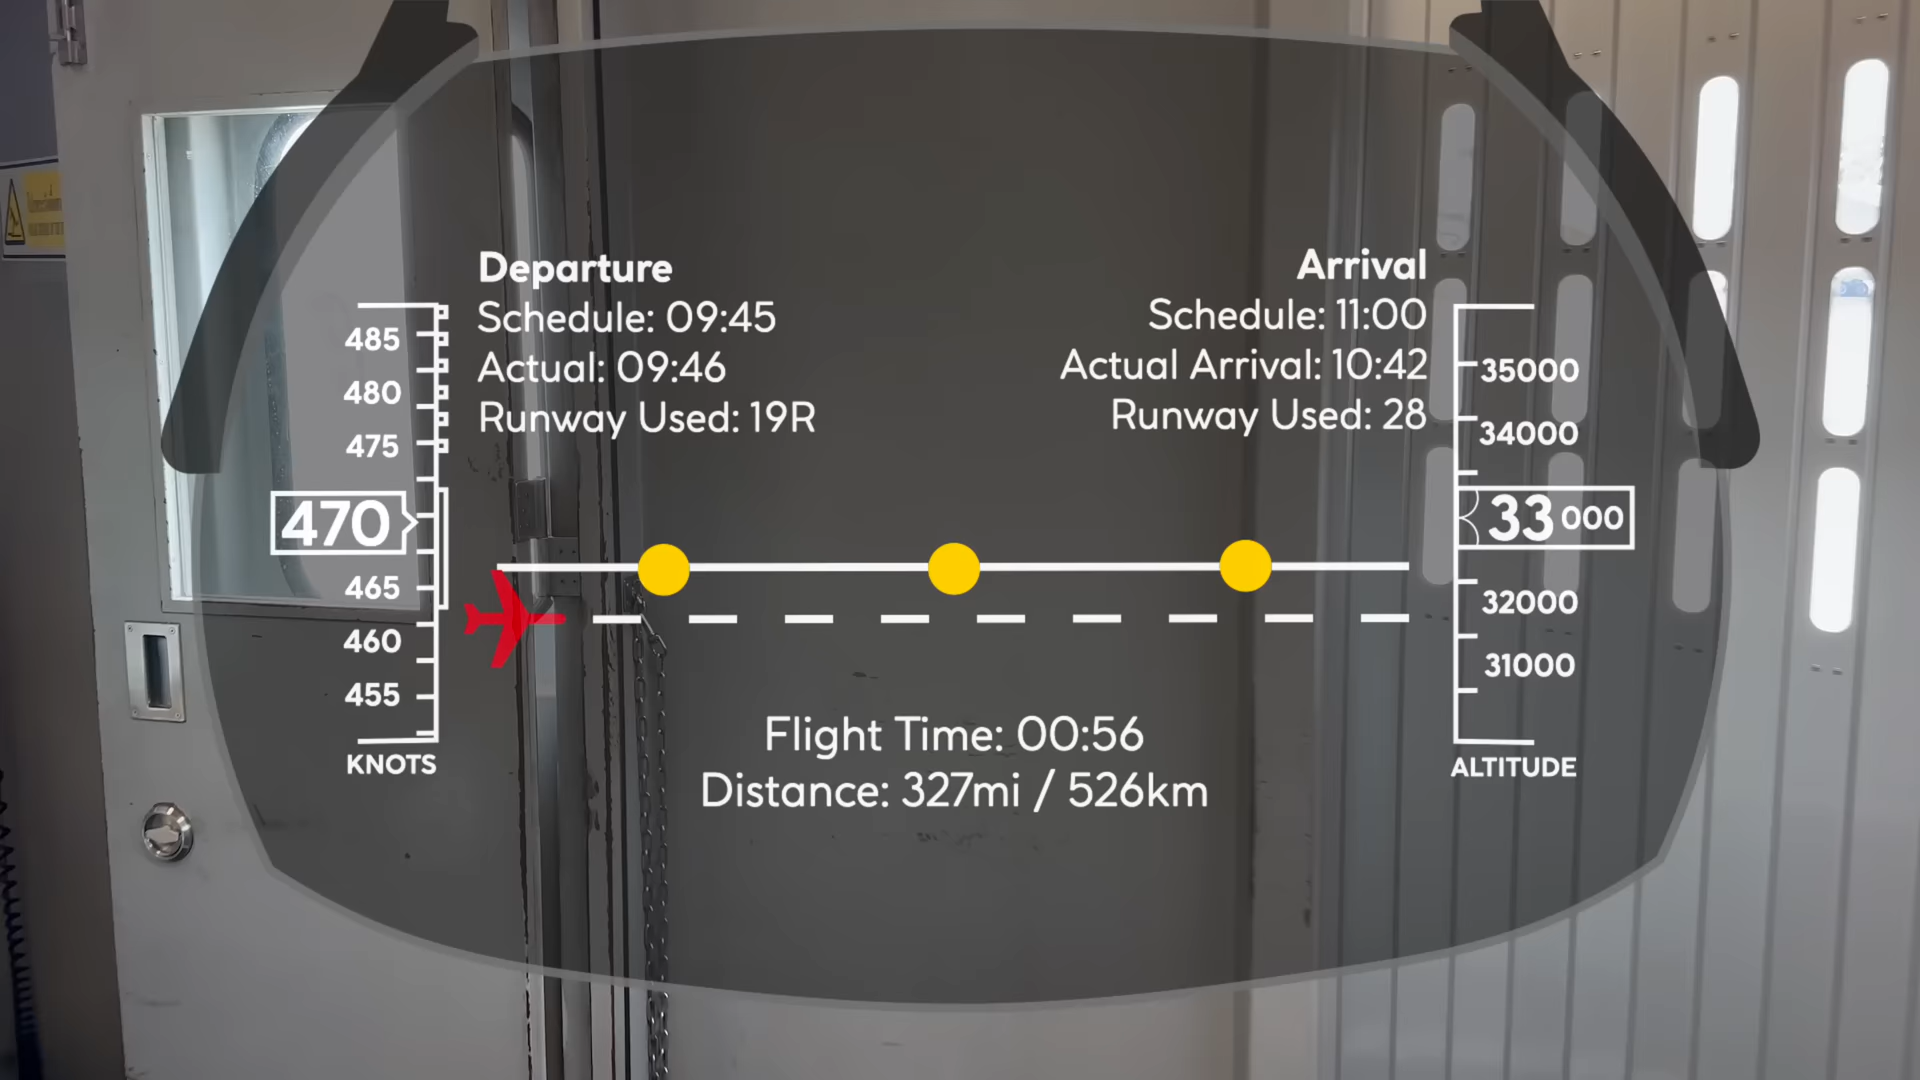 Departure
Schedule: 09:45
Actual: 09:46
Runway Used: 19R
Arrival
Schedule: 11:00
Actual Arrival: 10:42
Runway Used: 28
485
480
475
470
465
460
455
KNOTS
35000
34000
33 000
32000
31000
ALTITUDE
Flight Time: 00:56
Distance: 327mi / 526km